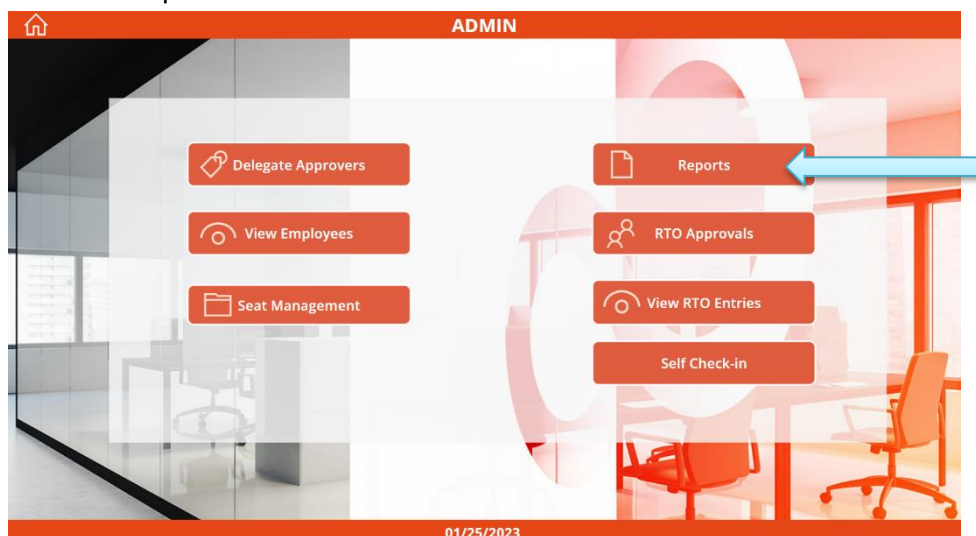 ADMIN
Delegate Approvers
Reports
View Employees
RTO Approvals
Seat Management
View RTO Entries
Self Check-in
01/25/2023